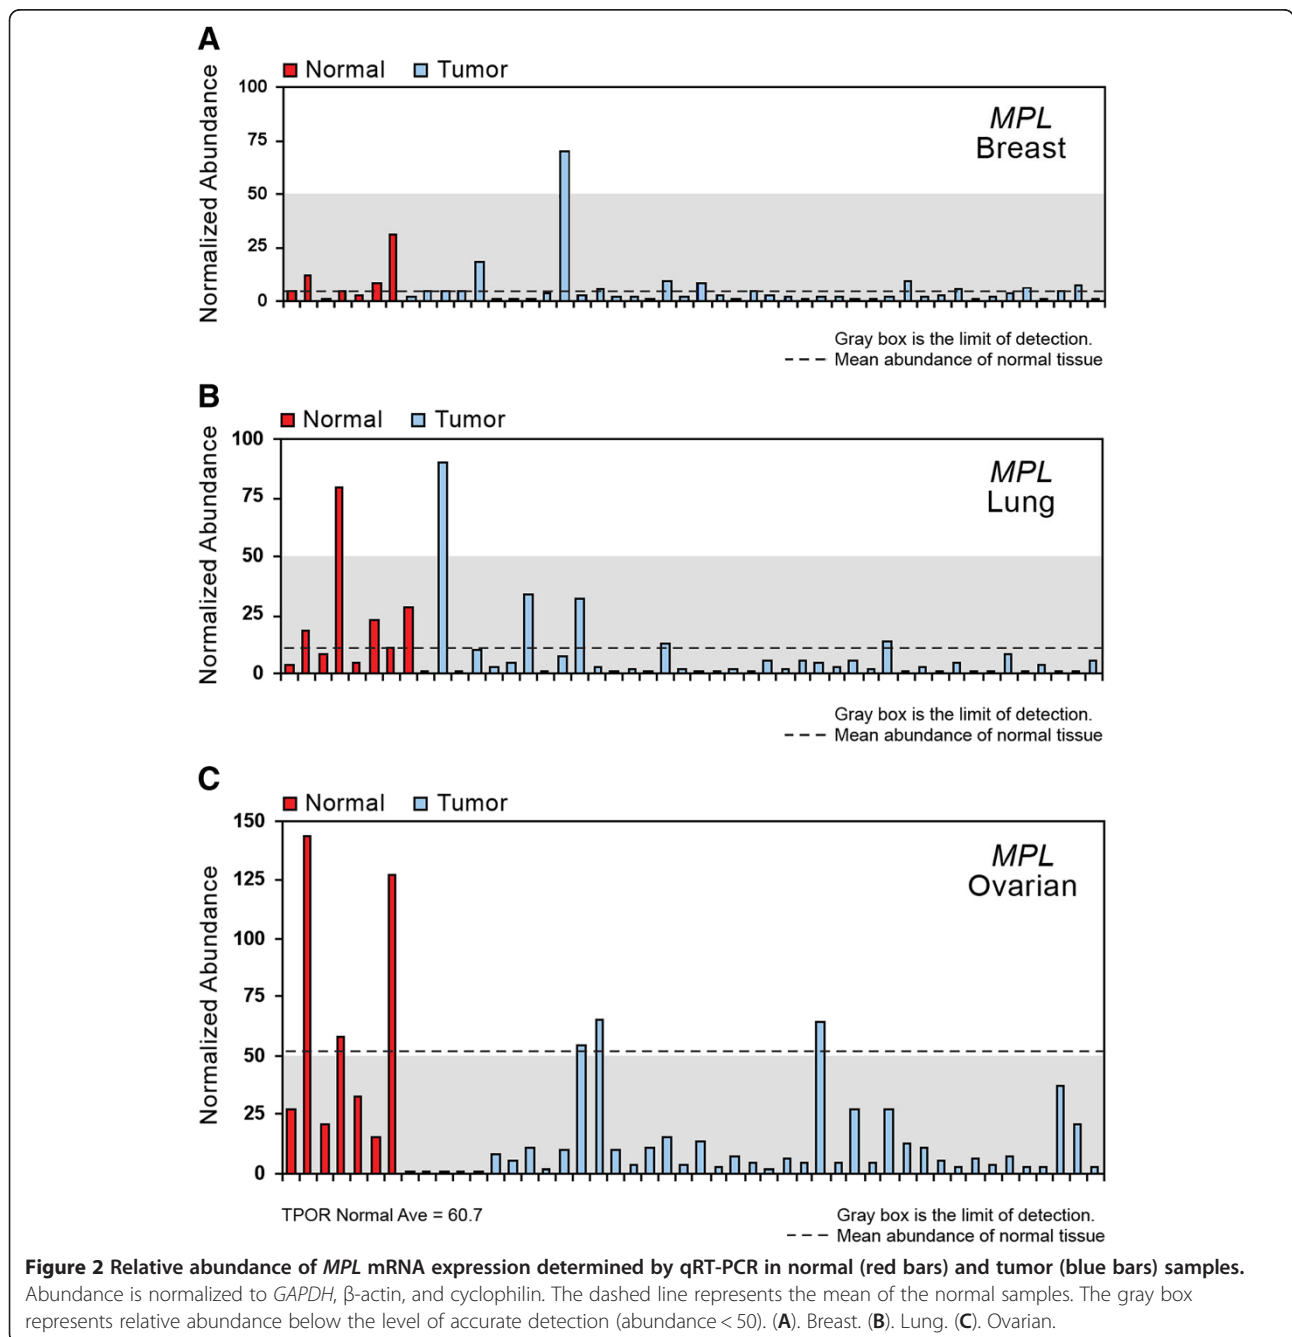 A
Normal Tumor
Normalized Abundance
100
75
50
25
0
MPL
Breast
Gray box is the limit of detection.
Mean abundance of normal tissue
B
Normal Tumor
Normalized Abundance
100
75
50
25
0
MPL
Lung
Gray box is the limit of detection.
Mean abundance of normal tissue
C
Normal Tumor
Normalized Abundance
150
125
100
75
50
25
0
MPL
Ovarian
TPOR Normal Ave = 60.7
Gray box is the limit of detection.
Mean abundance of normal tissue
Figure 2 Relative abundance of MPL mRNA expression determined by qRT-PCR in normal (red bars) and tumor (blue bars) samples.
Abundance is normalized to GAPDH, β-actin, and cyclophilin. The dashed line represents the mean of the normal samples. The gray box
represents relative abundance below the level of accurate detection (abundance < 50). (A). Breast. (B). Lung. (C). Ovarian.